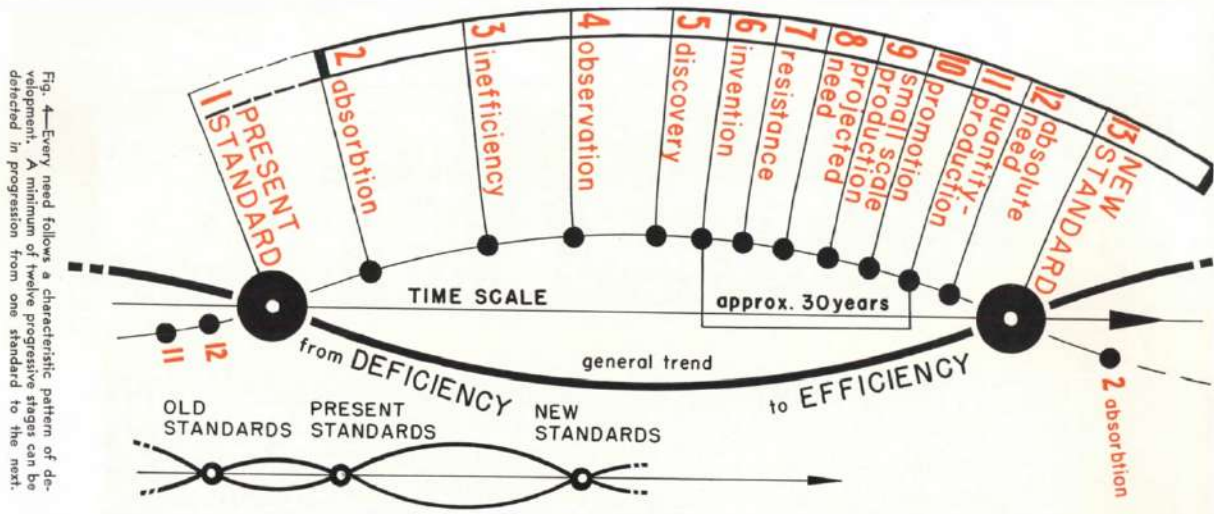 1 PRESENT
STANDARD
2 absorbtion
3 inefficiency
4 observation
5 discovery
6 invention
7 resistance
8 projected
need
9 small scale
production
10 promotion
11 quantity-
production
12 absolute
need
13 NEW
STANDARD
TIME SCALE
approx. 30 years
11
12
from DEFICIENCY
general trend
to EFFICIENCY
2 absorbtion
OLD
STANDARDS
PRESENT
STANDARDS
NEW
STANDARDS
Fig. 4—Every need follows a characteristic pattern of de-
velopment. A minimum of twelve progressive stages can be
detected in progression from one standard to the next.